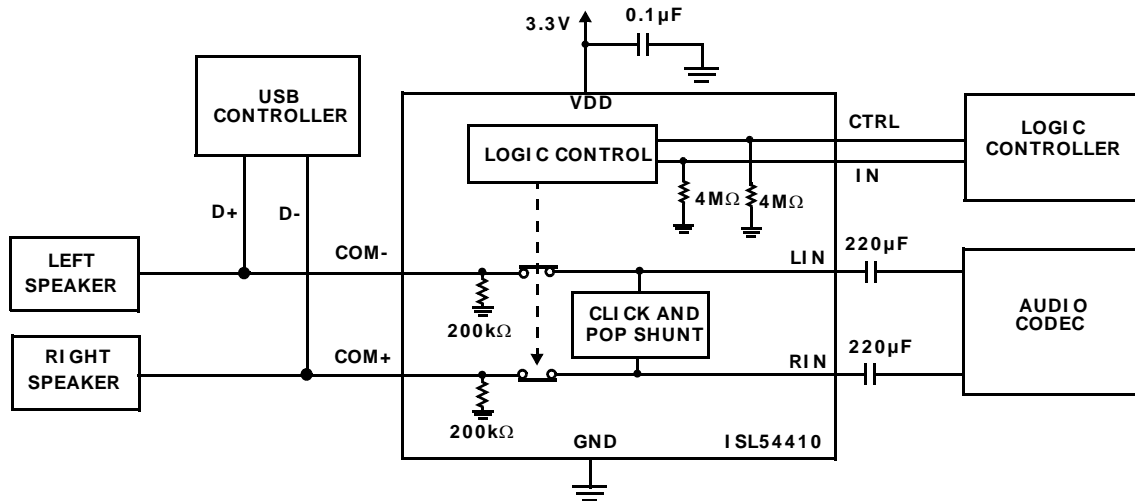 3.3V
0.1µF
USB
CONTROLLER
VDD
LOGIC CONTROL
CTRL
IN
LOGIC
CONTROLLER
4MΩ
4MΩ
D+
D-
LEFT
SPEAKER
COM-
200kΩ
CLICK AND
POP SHUNT
LIN
220µF
AUDIO
CODEC
RIGHT
SPEAKER
COM+
200kΩ
RIN
220µF
GND
ISL54410